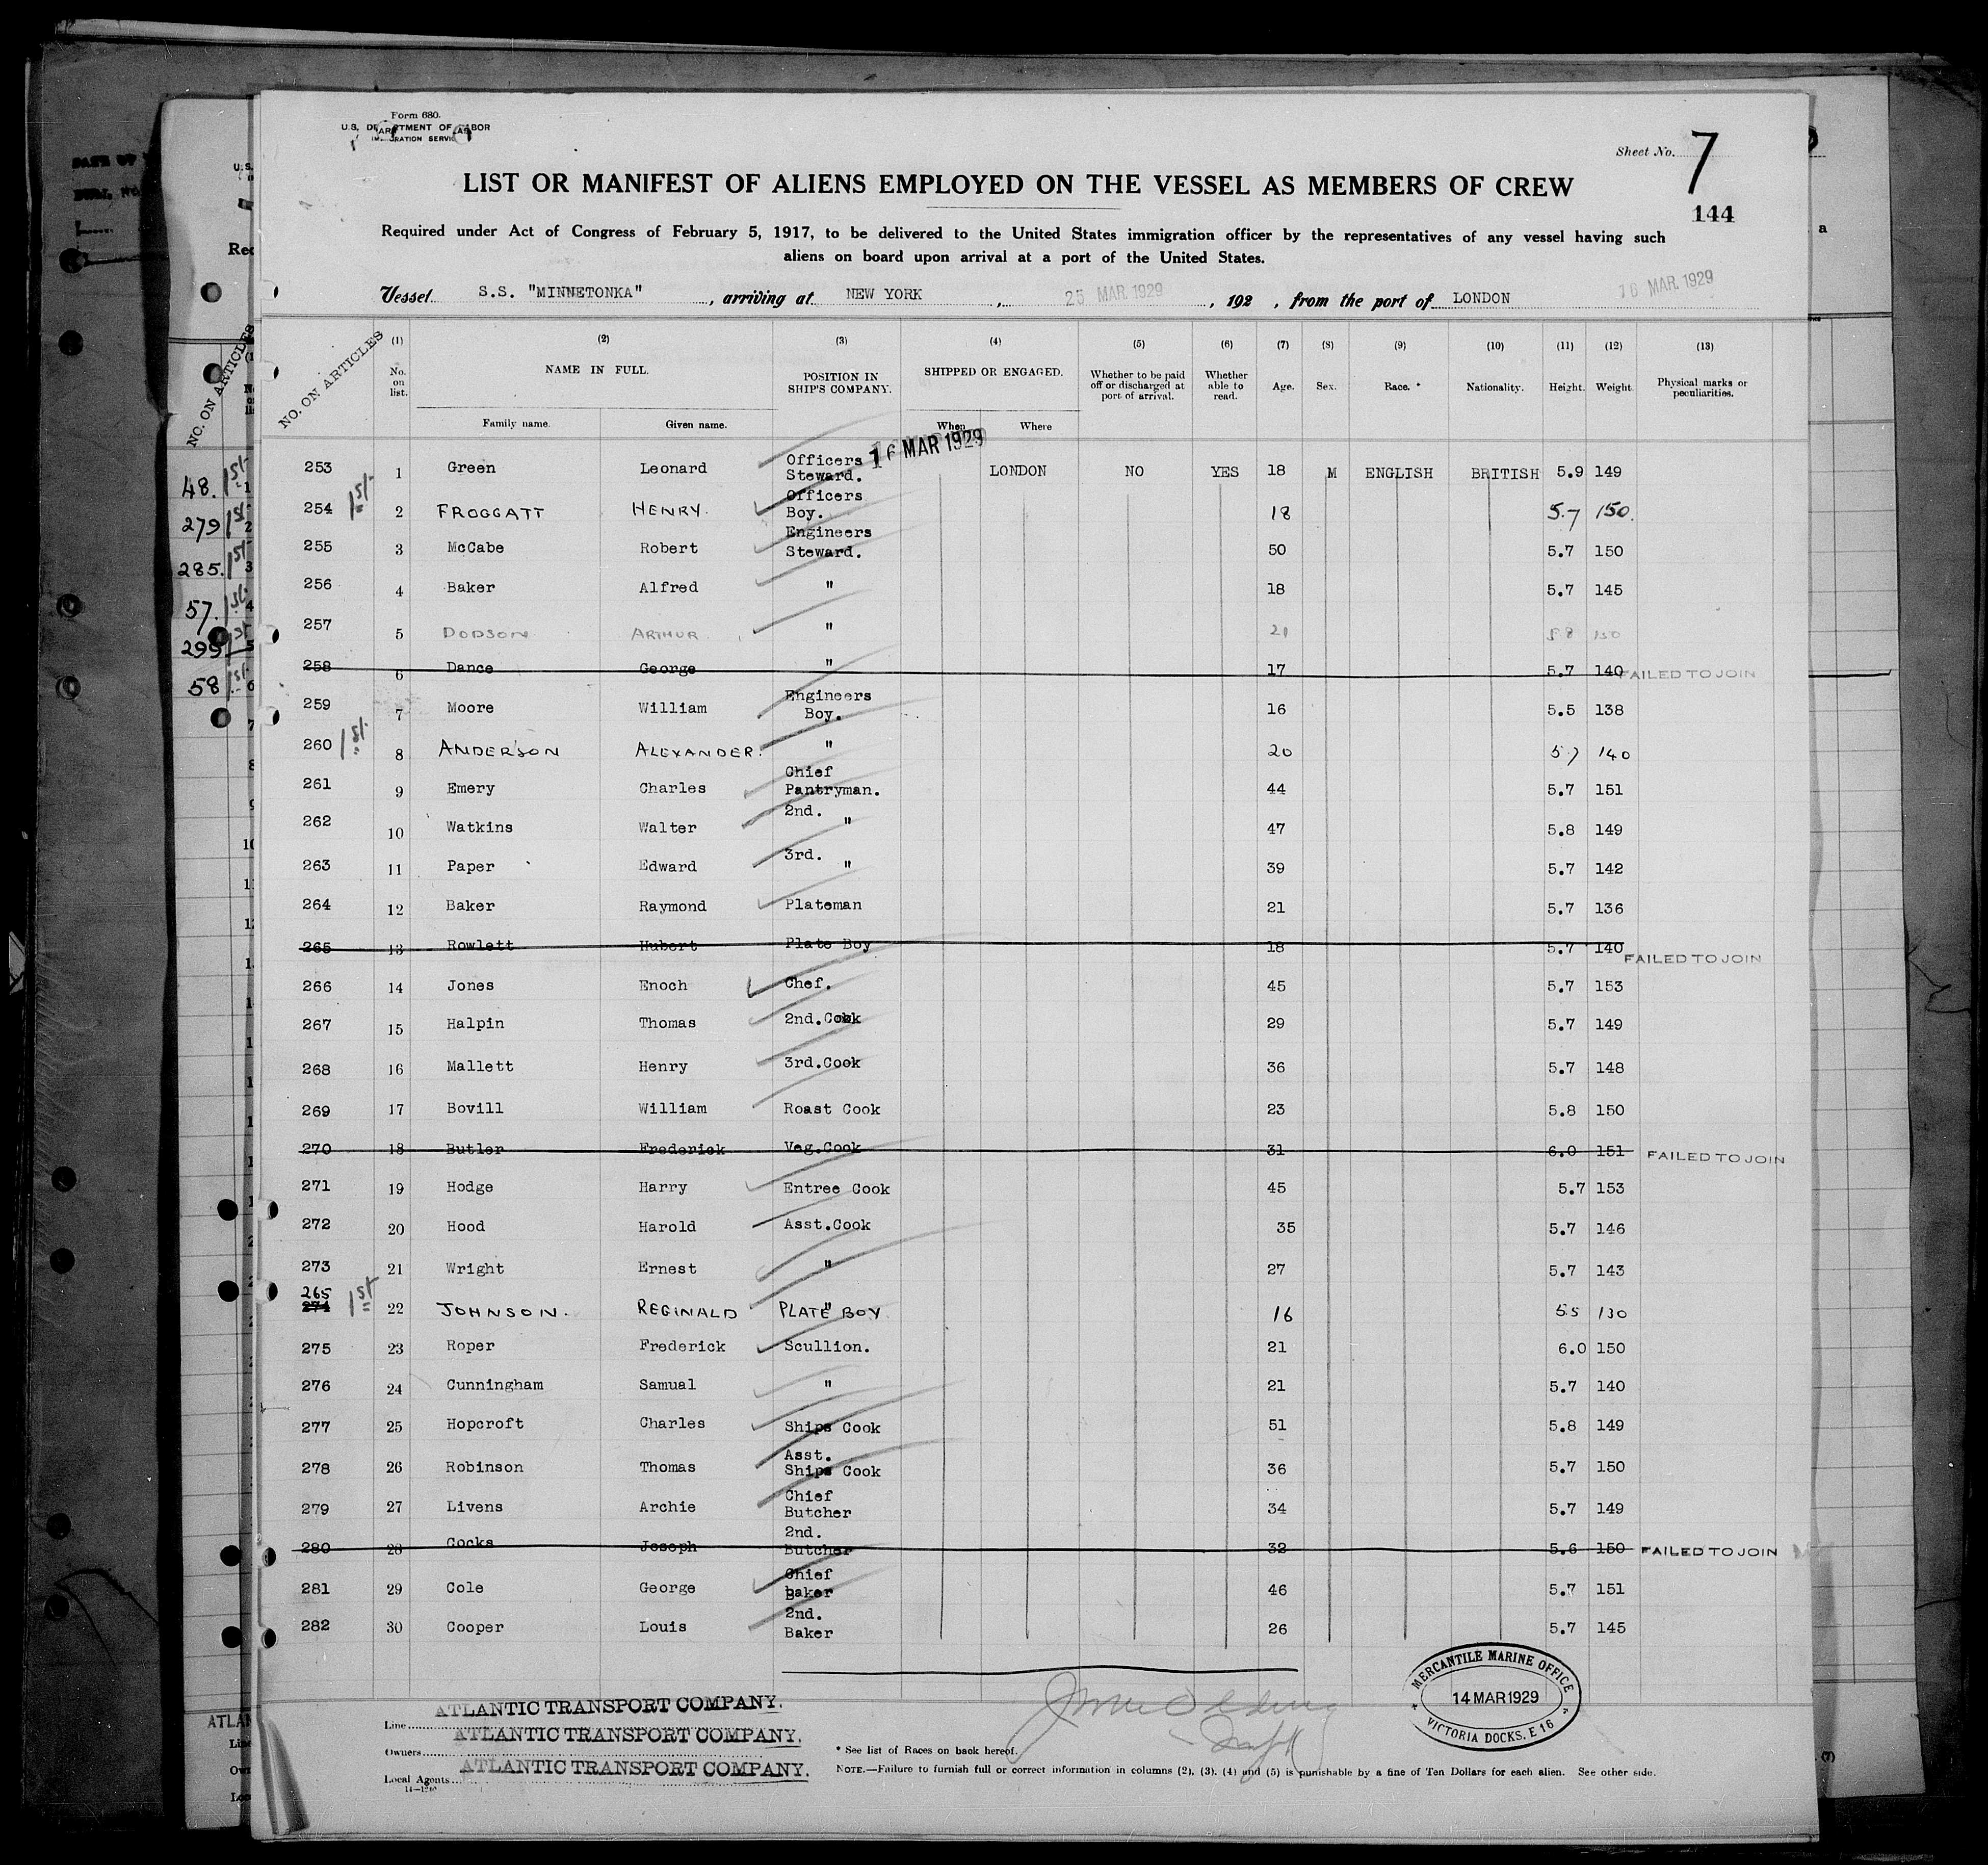 Form 680.
U.S. DEPARTMENT OF LABOR
IMMIGRATION SERVICE
Sheet No. 7
144
LIST OR MANIFEST OF ALIENS EMPLOYED ON THE VESSEL AS MEMBERS OF CREW
Required under Act of Congress of February 5, 1917, to be delivered to the United States immigration officer by the representatives of any vessel having such
aliens on board upon arrival at a port of the United States.
Vessel S.S. "MINNETONKA", arriving at NEW YORK, 25 MAR. 1929, 192 , from the port of LONDON 16 MAR. 1929
NO. ON ARTICLES (1) (2) (3) (4) (5) (6) (7) (8) (9) (10) (11) (12) (13)
No. on list. NAME IN FULL. POSITION IN SHIP'S COMPANY. SHIPPED OR ENGAGED. Whether to be paid off or discharged at port of arrival. Whether able to read. Age. Sex. Race. * Nationality. Height. Weight. Physical marks or peculiarities.
Family name. Given name. When Where
16 MAR 1929
253 1 Green Leonard Officers Steward. LONDON NO YES 18 M ENGLISH BRITISH 5.9 149
254 1st 2 FROGGATT HENRY. Officers Boy. 18 5.7 150.
255 3 McCabe Robert Engineers Steward. 50 5.7 150
256 4 Baker Alfred " 18 5.7 145
257 5 DODSON ARTHUR " 21 5.8 150
258 6 Dance George " 17 5.7 140 FAILED TO JOIN
259 7 Moore William Engineers Boy. 16 5.5 138
260 1st 8 ANDERSON ALEXANDER. " 20 5.7 140
261 9 Emery Charles Chief Pantryman. 44 5.7 151
262 10 Watkins Walter 2nd. " 47 5.8 149
263 11 Paper Edward 3rd. " 39 5.7 142
264 12 Baker Raymond Plateman 21 5.7 136
265 13 Rowlett Hubert Plate Boy 18 5.7 140 FAILED TO JOIN
266 14 Jones Enoch Chef. 45 5.7 153
267 15 Halpin Thomas 2nd.Cook 29 5.7 149
268 16 Mallett Henry 3rd.Cook 36 5.7 148
269 17 Bovill William Roast Cook 23 5.8 150
270 18 Butler Frederick Veg.Cook 31 6.0 151 FAILED TO JOIN
271 19 Hodge Harry Entree Cook 45 5.7 153
272 20 Hood Harold Asst.Cook 35 5.7 146
273 21 Wright Ernest " 27 5.7 143
265
274 1st 22 JOHNSON. REGINALD PLATE " BOY 16 5.5 130
275 23 Roper Frederick Scullion. 21 6.0 150
276 24 Cunningham Samual " 21 5.7 140
277 25 Hopcroft Charles Ships Cook 51 5.8 149
278 26 Robinson Thomas Asst. Ships Cook 36 5.7 150
279 27 Livens Archie Chief Butcher 34 5.7 149
280 28 Cocks Joseph 2nd. Butcher 32 5.6 150 FAILED TO JOIN
281 29 Cole George Chief Baker 46 5.7 151
282 30 Cooper Louis 2nd. Baker 26 5.7 145
MERCANTILE MARINE OFFICE
14 MAR 1929
VICTORIA DOCKS. E 16
Line ATLANTIC TRANSPORT COMPANY.
Owners ATLANTIC TRANSPORT COMPANY.
Local Agents ATLANTIC TRANSPORT COMPANY.
* See list of Races on back hereof.
NOTE.—Failure to furnish full or correct information in columns (2), (3), (4) and (5) is punishable by a fine of Ten Dollars for each alien. See other side.
NO. ON ARTICLES
48. 1st 1
279 1st 2
285. 1st 3
57. 1st 4
299 1st 5
58 1st 6